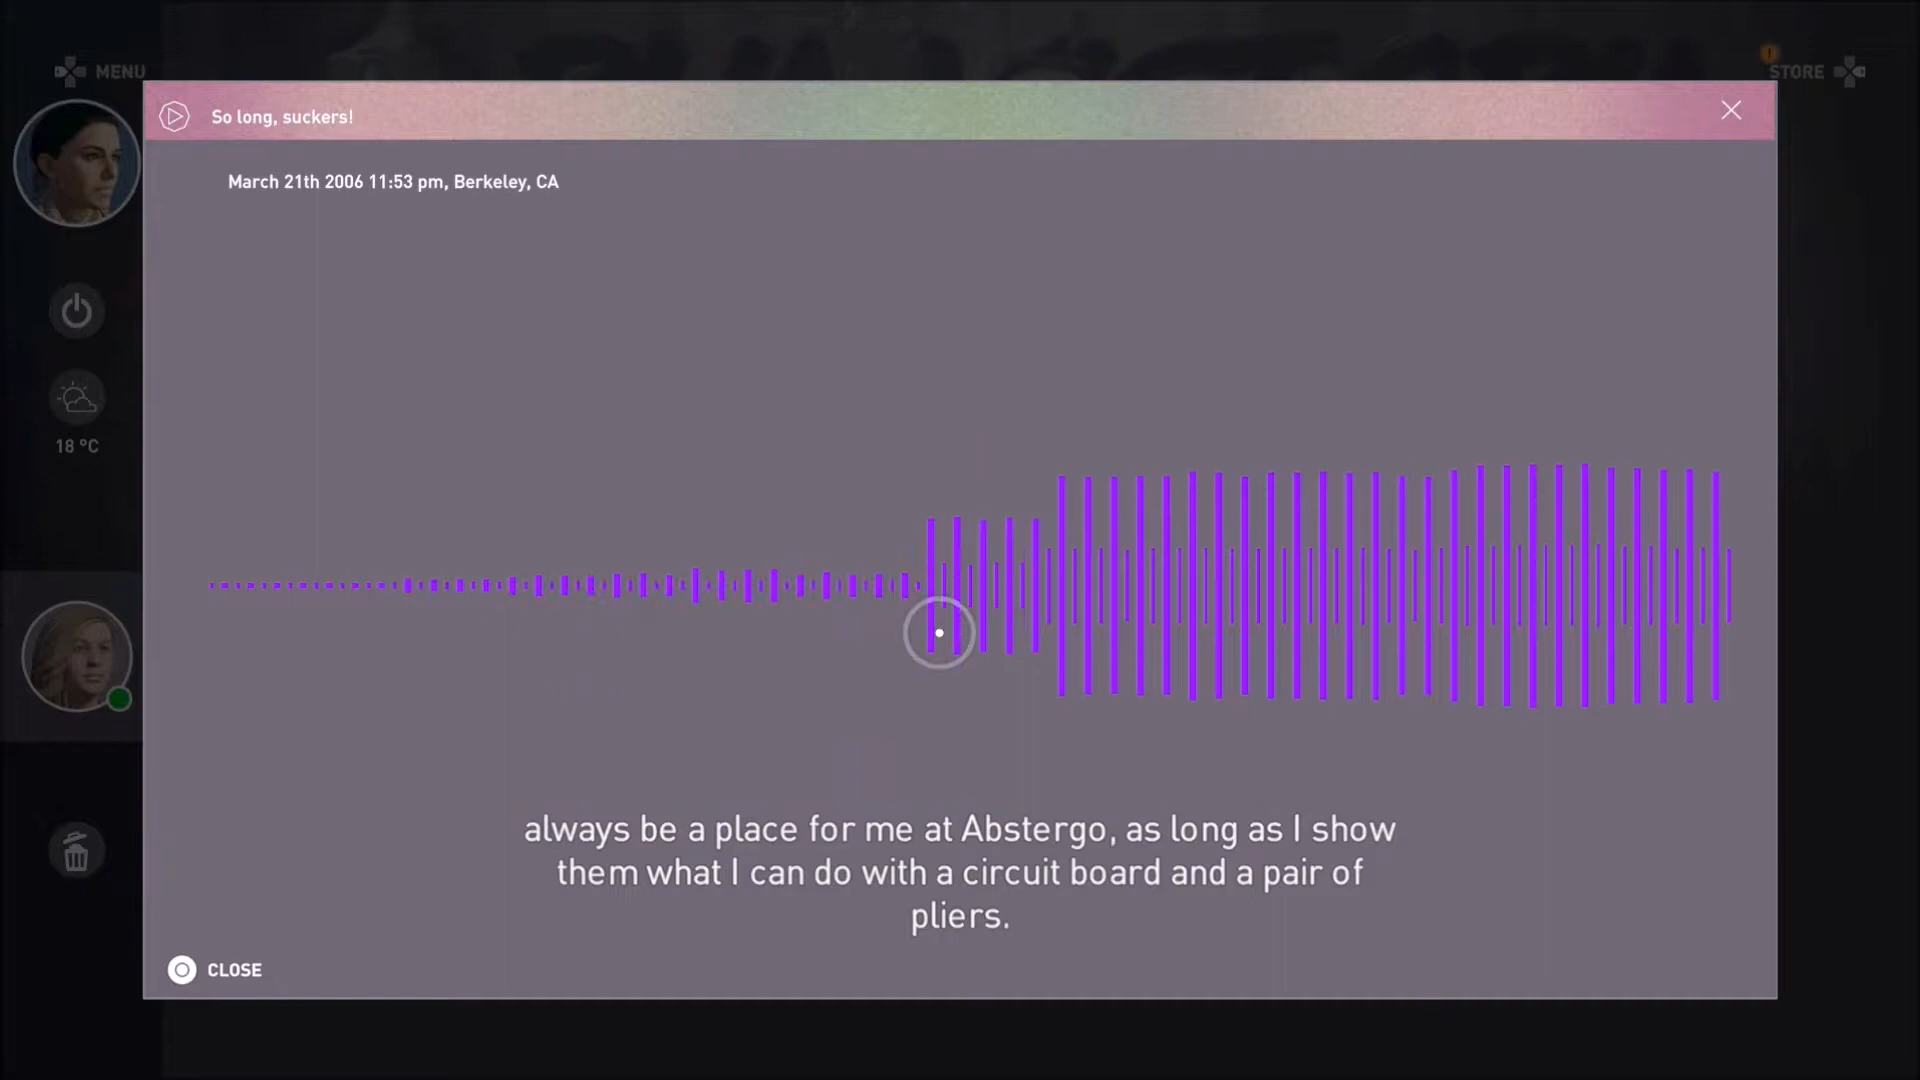 MENU
STORE
So long, suckers!
March 21th 2006 11:53 pm, Berkeley, CA
18 °C
always be a place for me at Abstergo, as long as I show
them what I can do with a circuit board and a pair of
pliers.
CLOSE